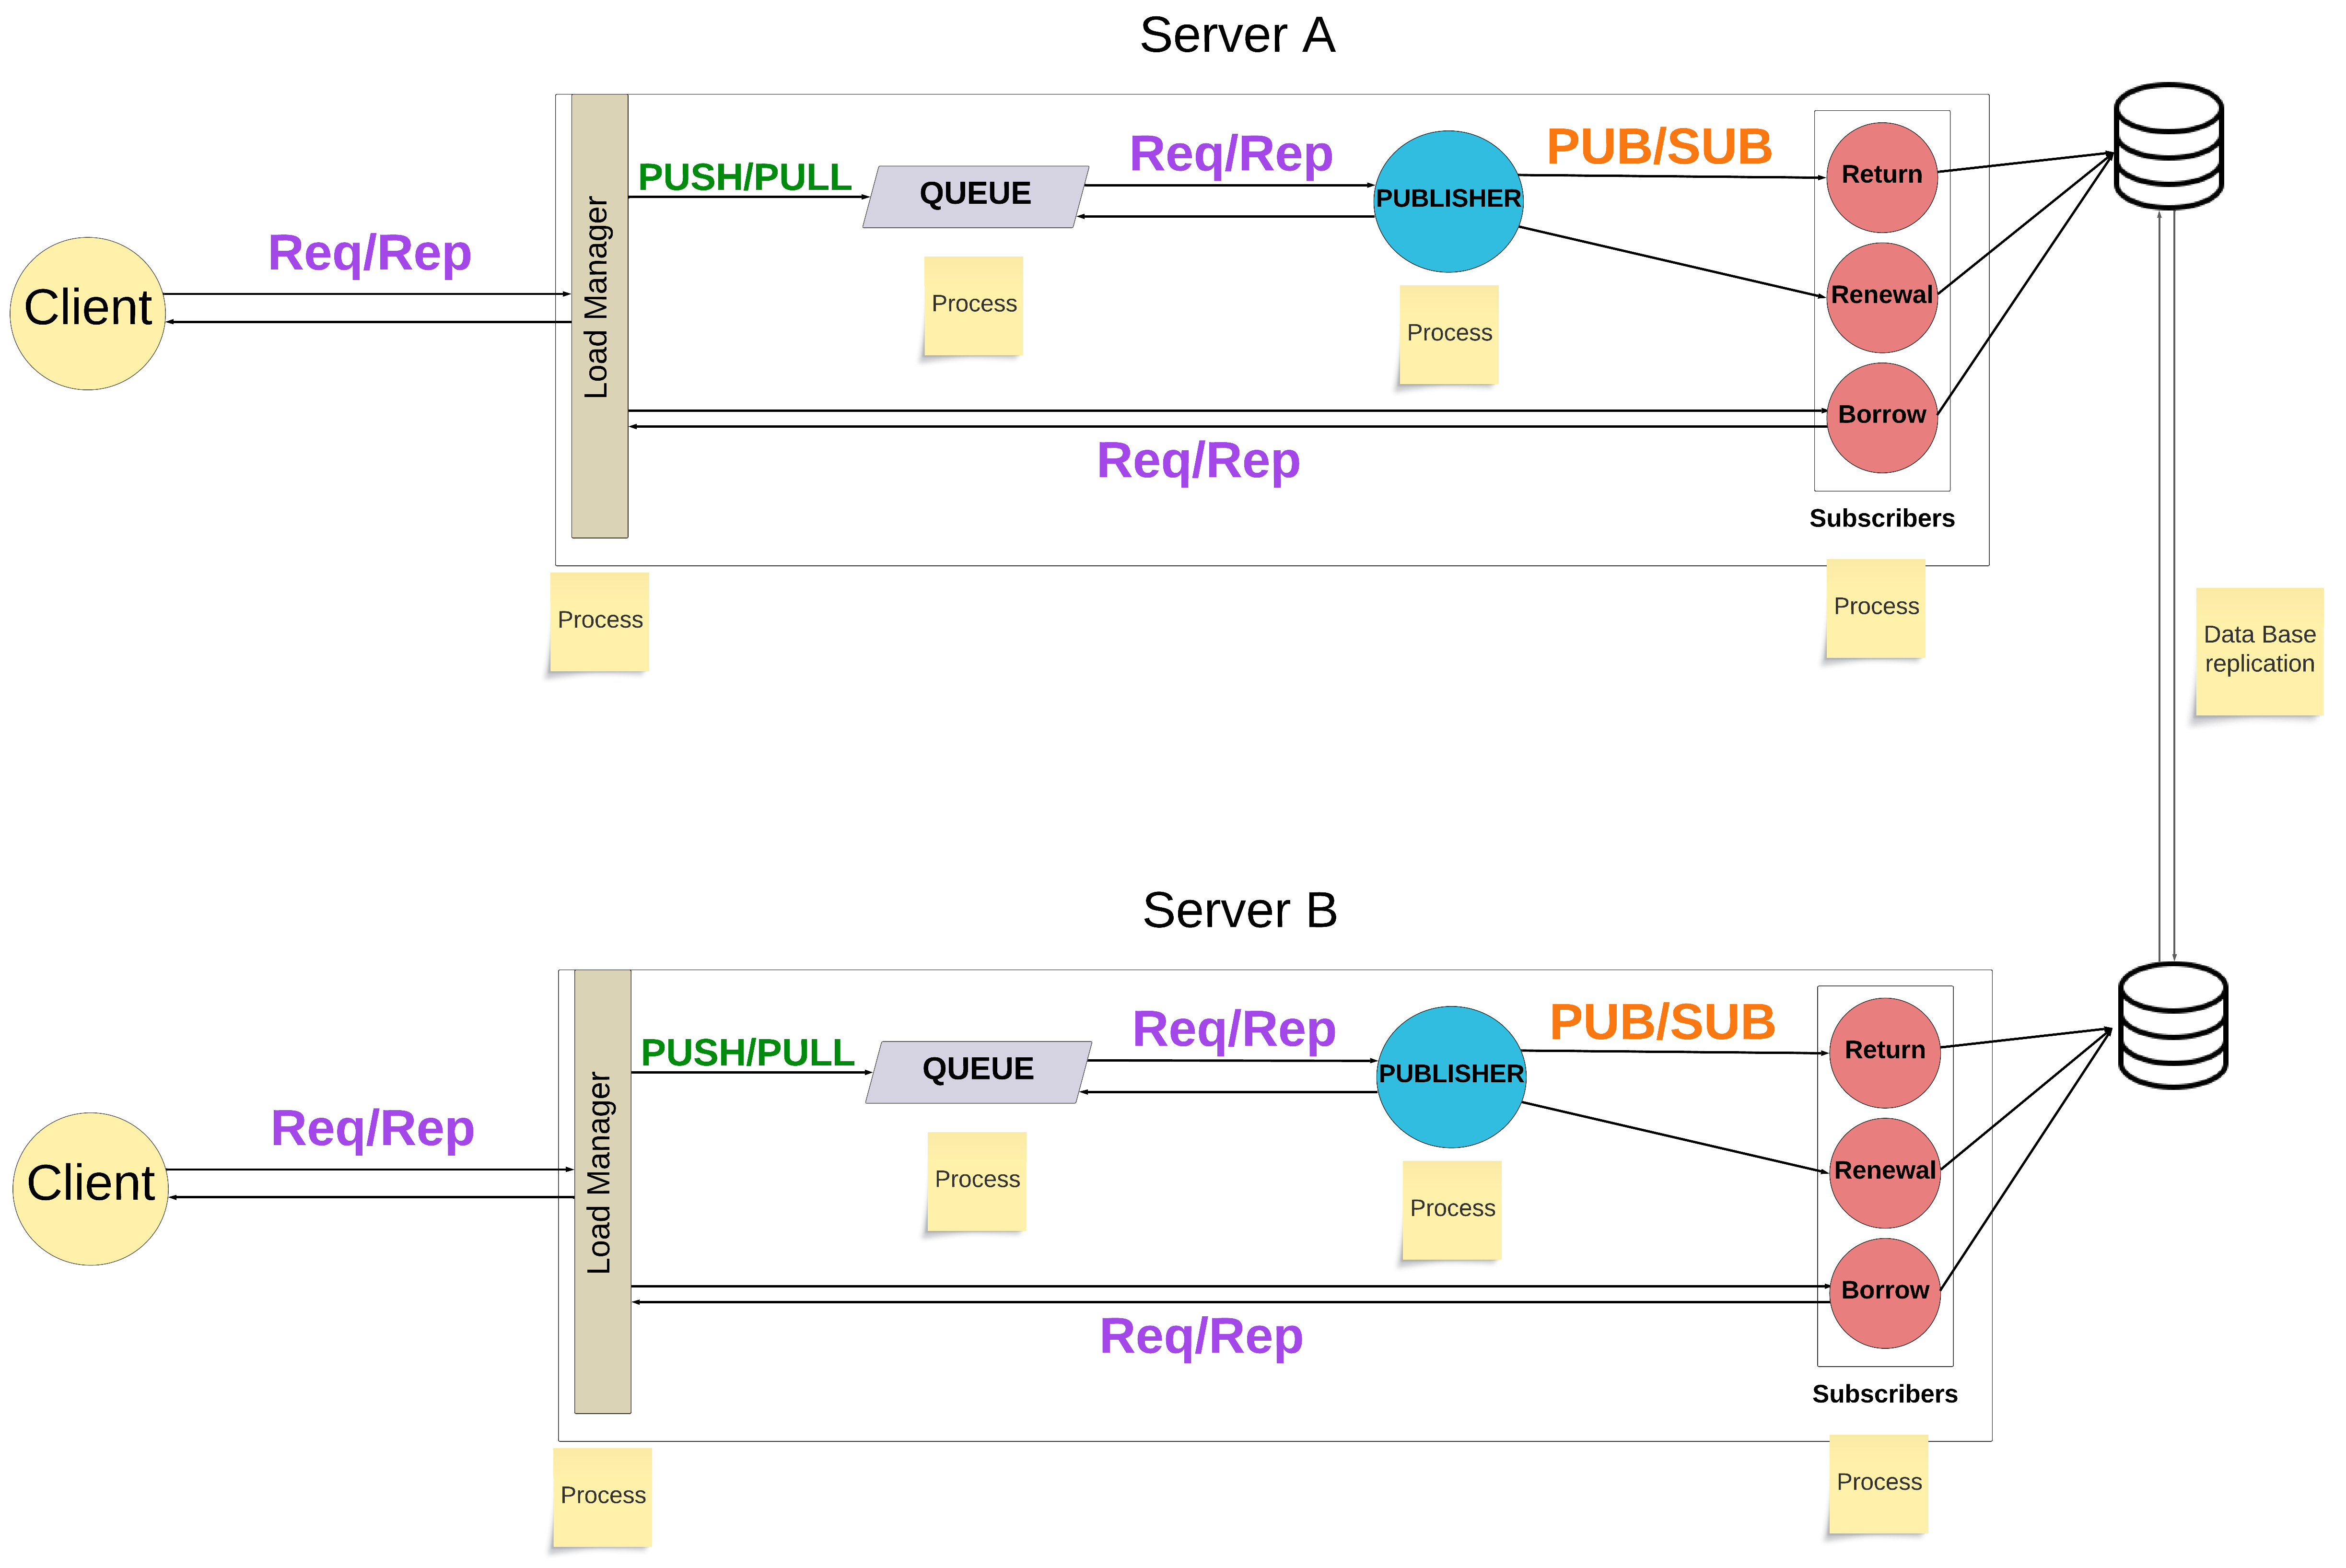 Server A
PUSH/PULL
Req/Rep
PUB/SUB
QUEUE
PUBLISHER
Return
Req/Rep
Client
Load Manager
Process
Process
Renewal
Borrow
Req/Rep
Subscribers
Process
Process
Data Base
replication
Server B
PUSH/PULL
Req/Rep
PUB/SUB
QUEUE
PUBLISHER
Return
Req/Rep
Client
Load Manager
Process
Process
Renewal
Borrow
Req/Rep
Subscribers
Process
Process